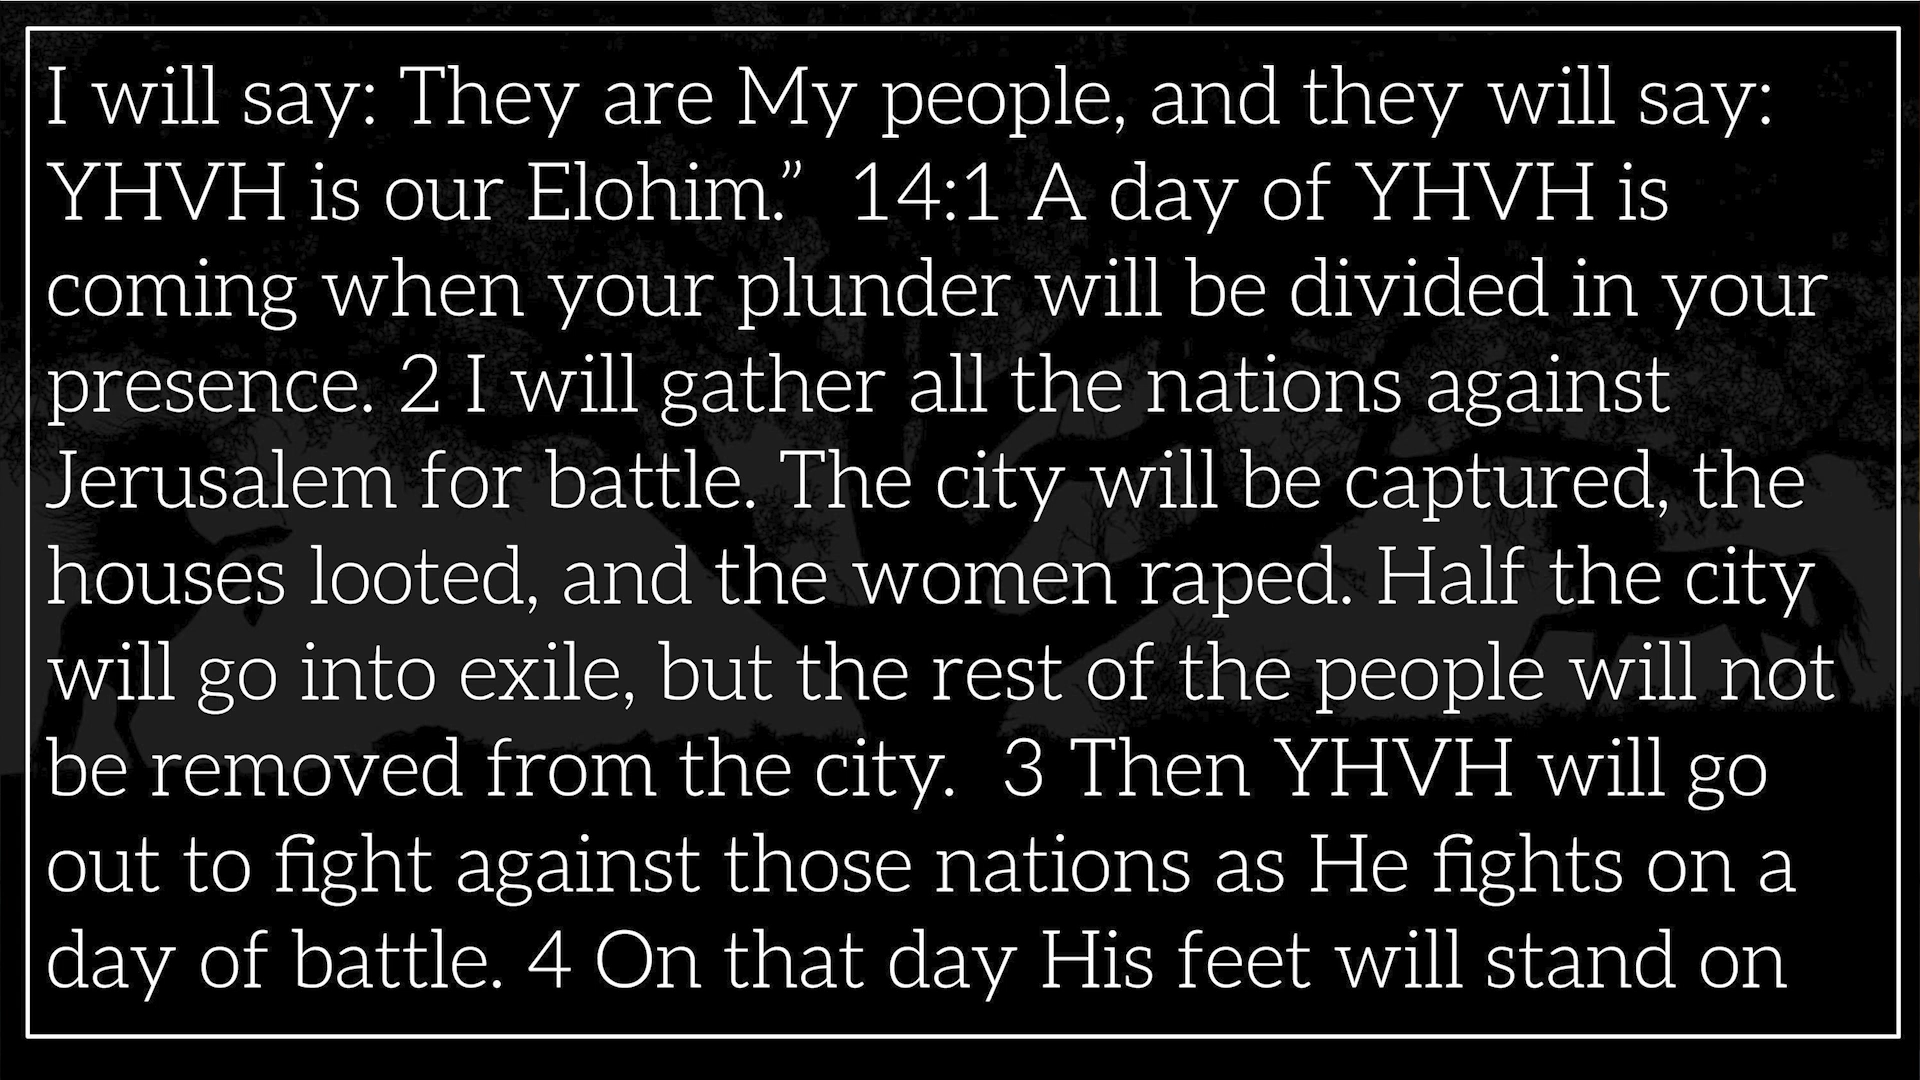 I will say: They are My people, and they will say:
YHVH is our Elohim.”  14:1 A day of YHVH is
coming when your plunder will be divided in your
presence. 2 I will gather all the nations against
Jerusalem for battle. The city will be captured, the
houses looted, and the women raped. Half the city
will go into exile, but the rest of the people will not
be removed from the city.  3 Then YHVH will go
out to fight against those nations as He fights on a
day of battle. 4 On that day His feet will stand on